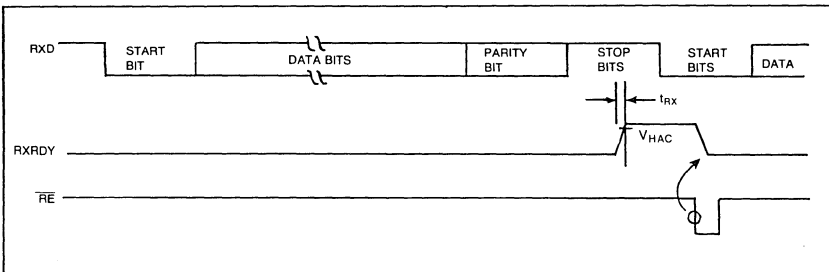 RXD
START
BIT
DATA BITS
PARITY
BIT
STOP
BITS
START
BITS
DATA
tRX
RXRDY
VHAC
RE